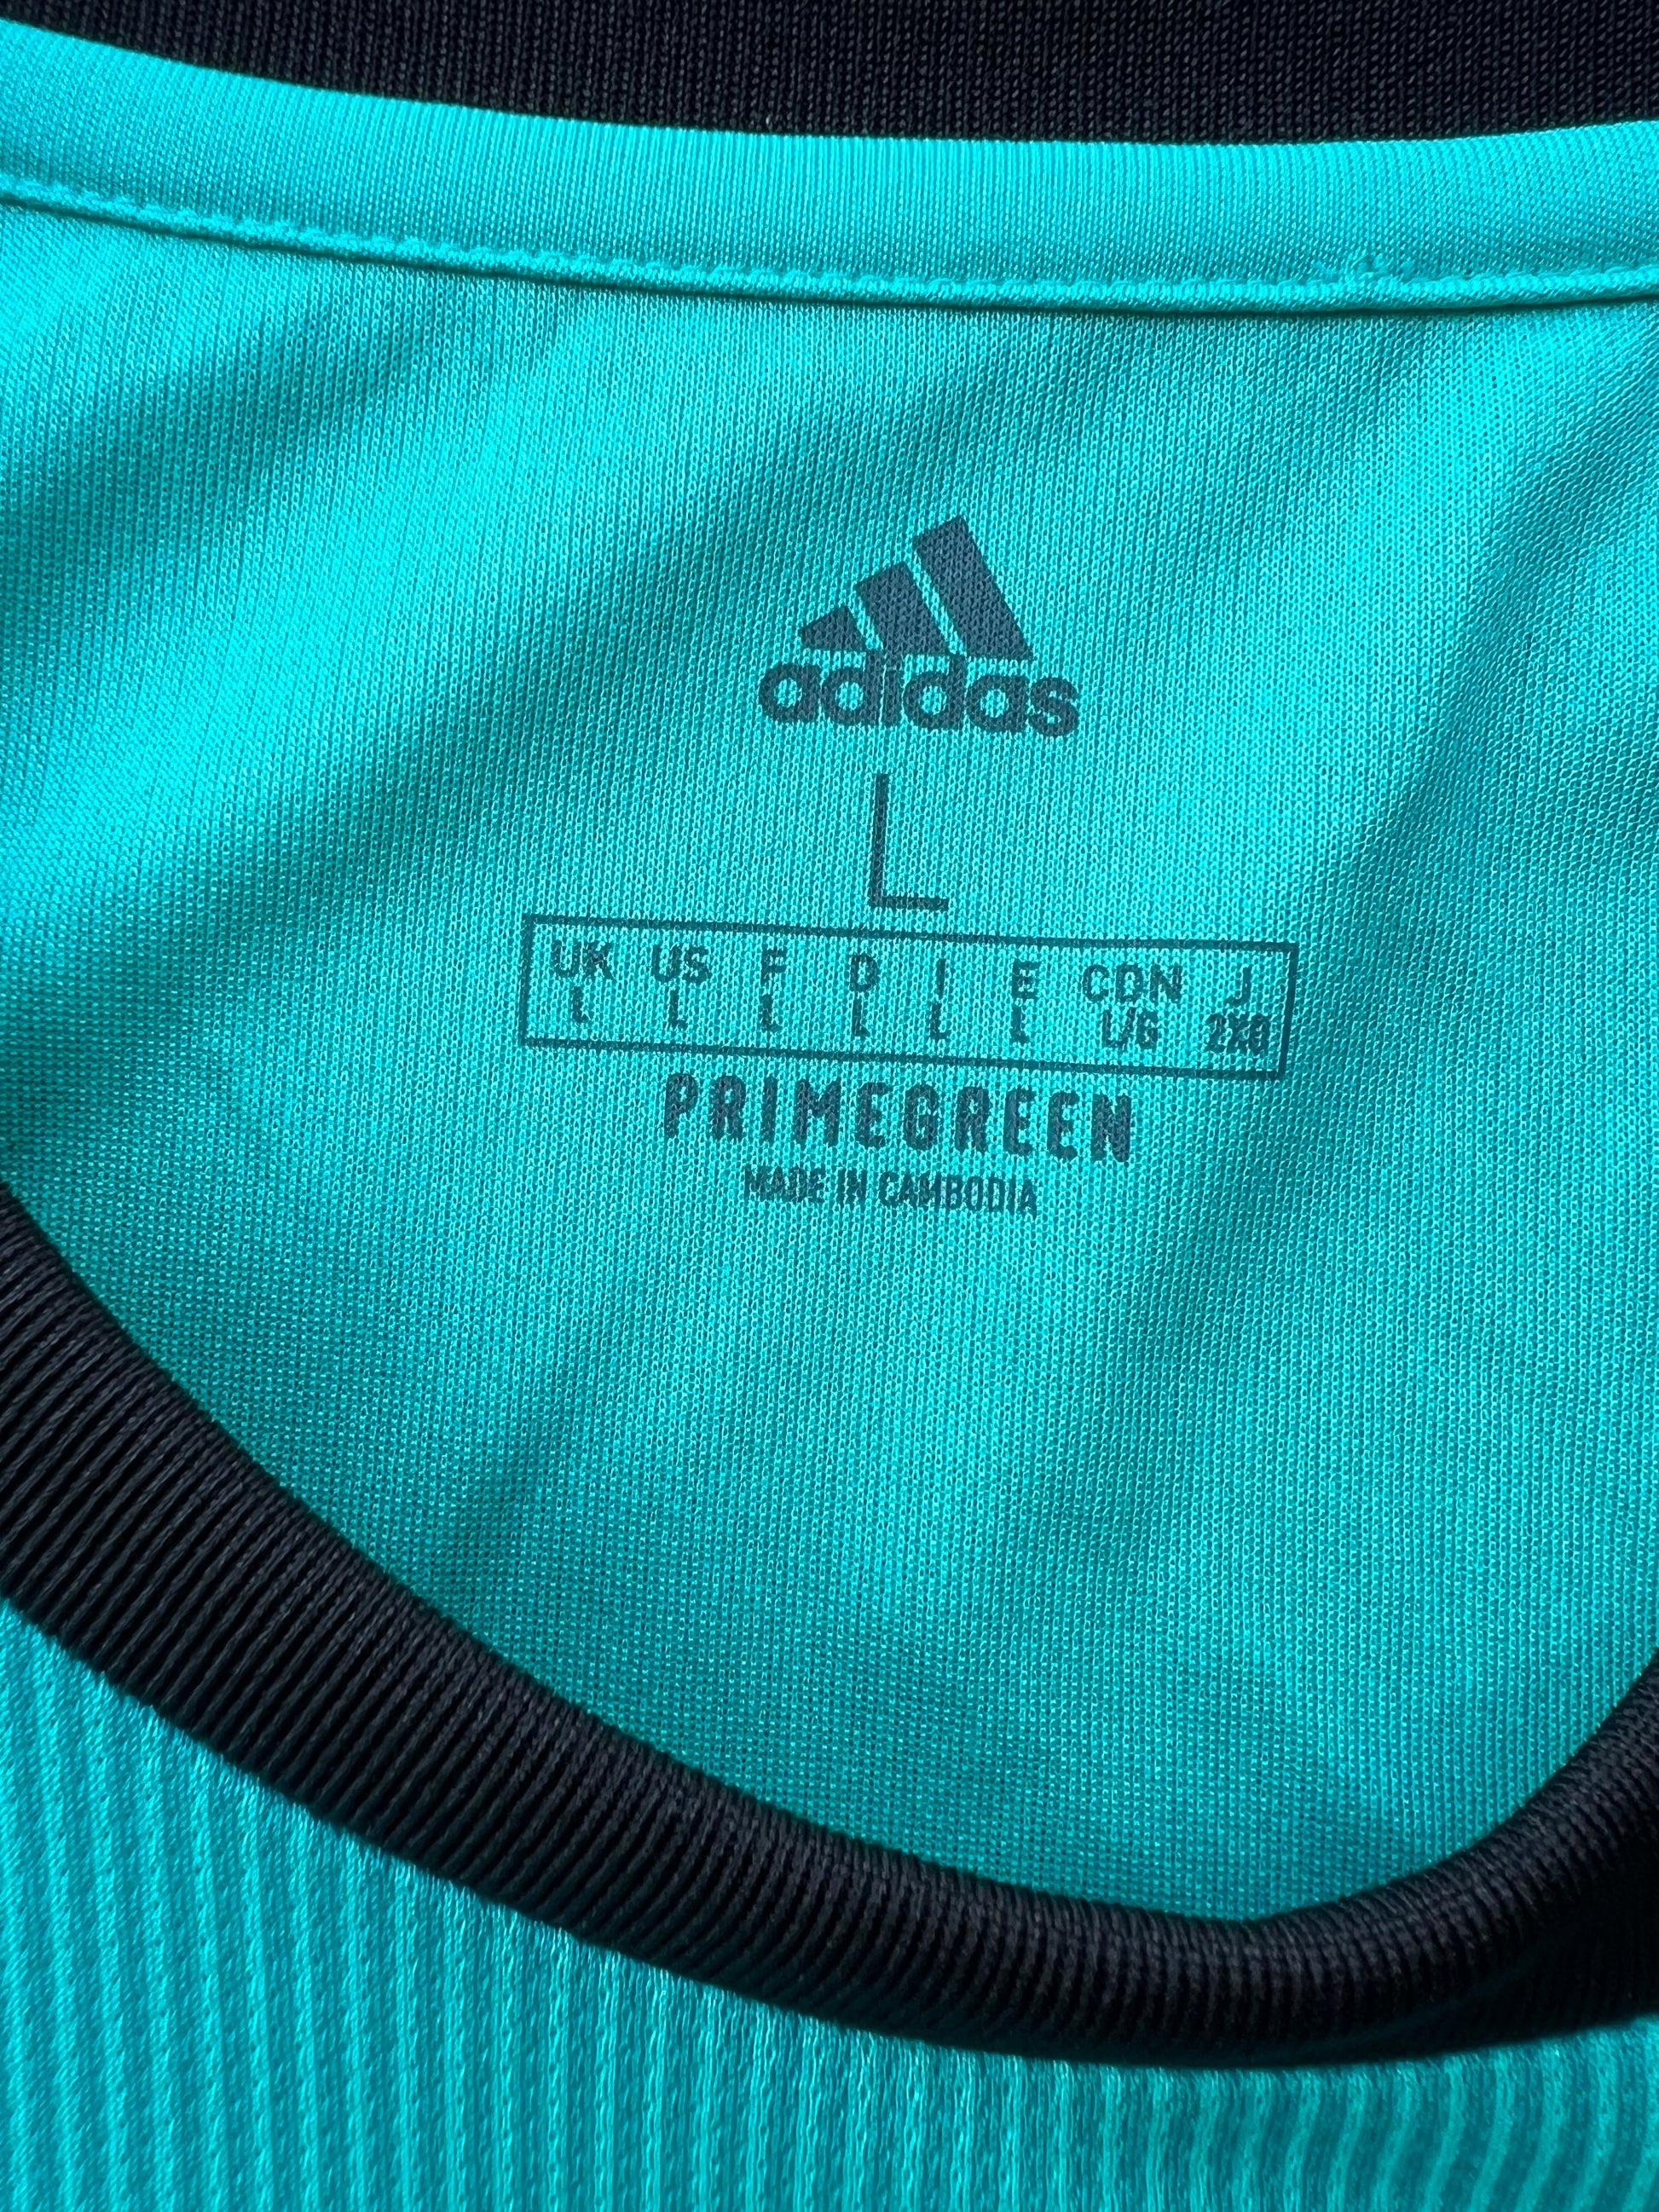 adidas
L
UK US F D I E CDN J
L L L L L L L/G 2XO
PRIMEGREEN
MADE IN CAMBODIA